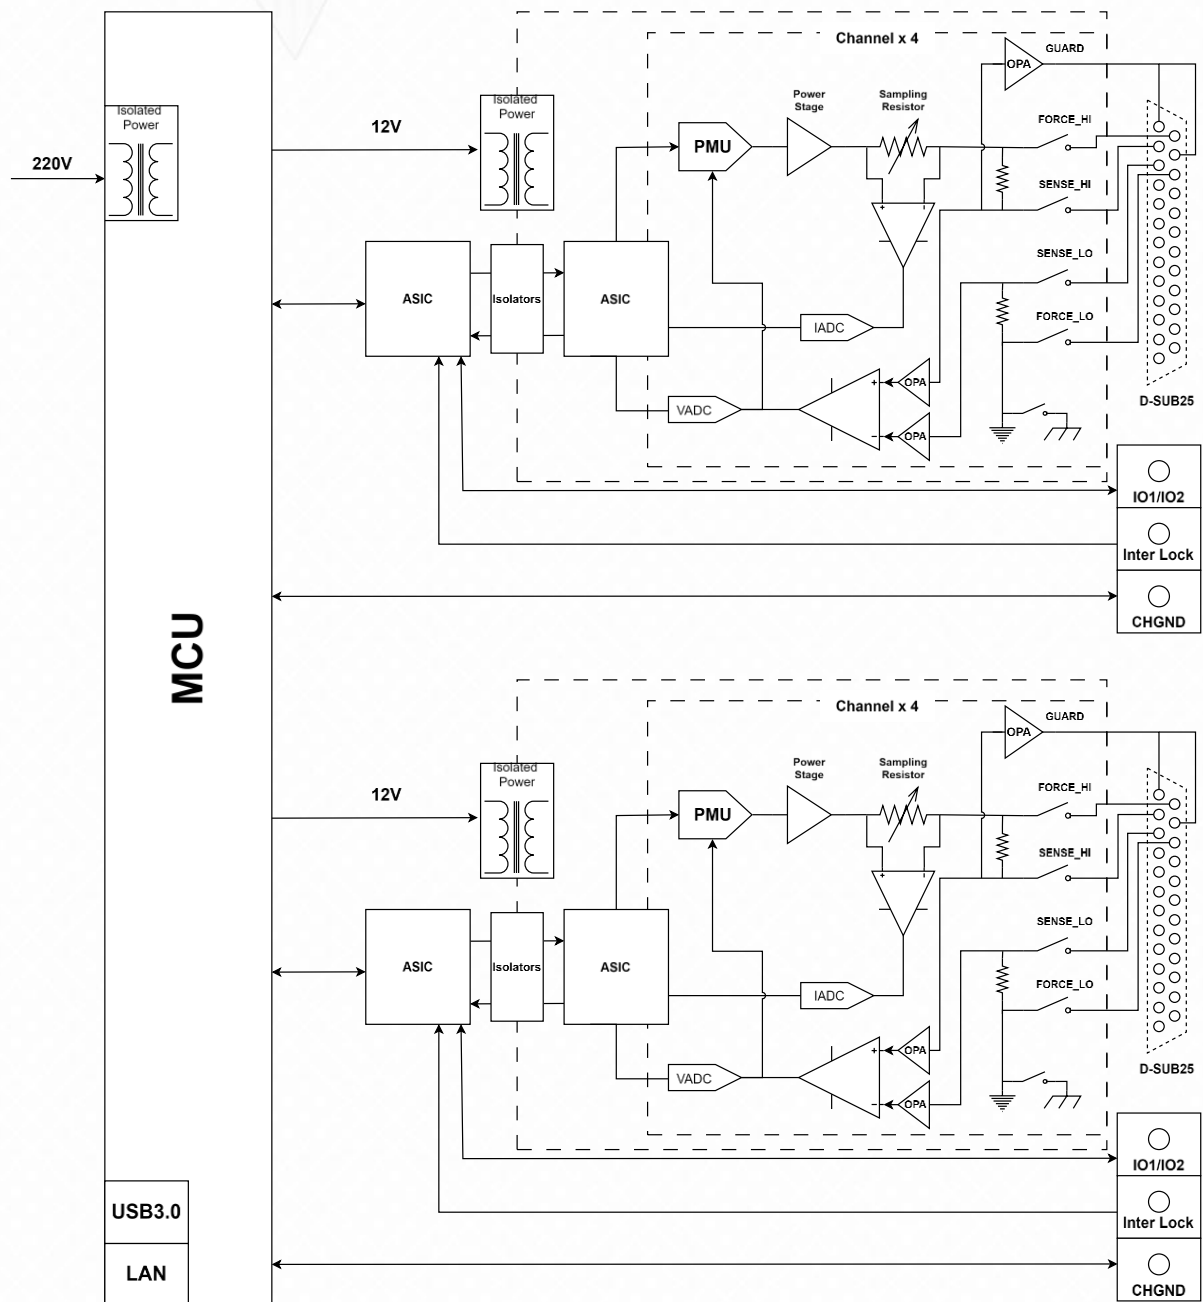 Channel x 4
GUARD
OPA
Isolated
Power
220V
12V
Isolated
Power
Power
Stage
Sampling
Resistor
FORCE_HI
PMU
+
-
SENSE_HI
SENSE_LO
ASIC
Isolators
ASIC
IADC
FORCE_LO
OPA
+
VADC
OPA
-
D-SUB25
IO1/IO2
Inter Lock
CHGND
MCU
Channel x 4
GUARD
OPA
12V
Isolated
Power
Power
Stage
Sampling
Resistor
FORCE_HI
PMU
+
-
SENSE_HI
SENSE_LO
ASIC
Isolators
ASIC
IADC
FORCE_LO
OPA
+
VADC
OPA
-
D-SUB25
IO1/IO2
Inter Lock
CHGND
USB3.0
LAN